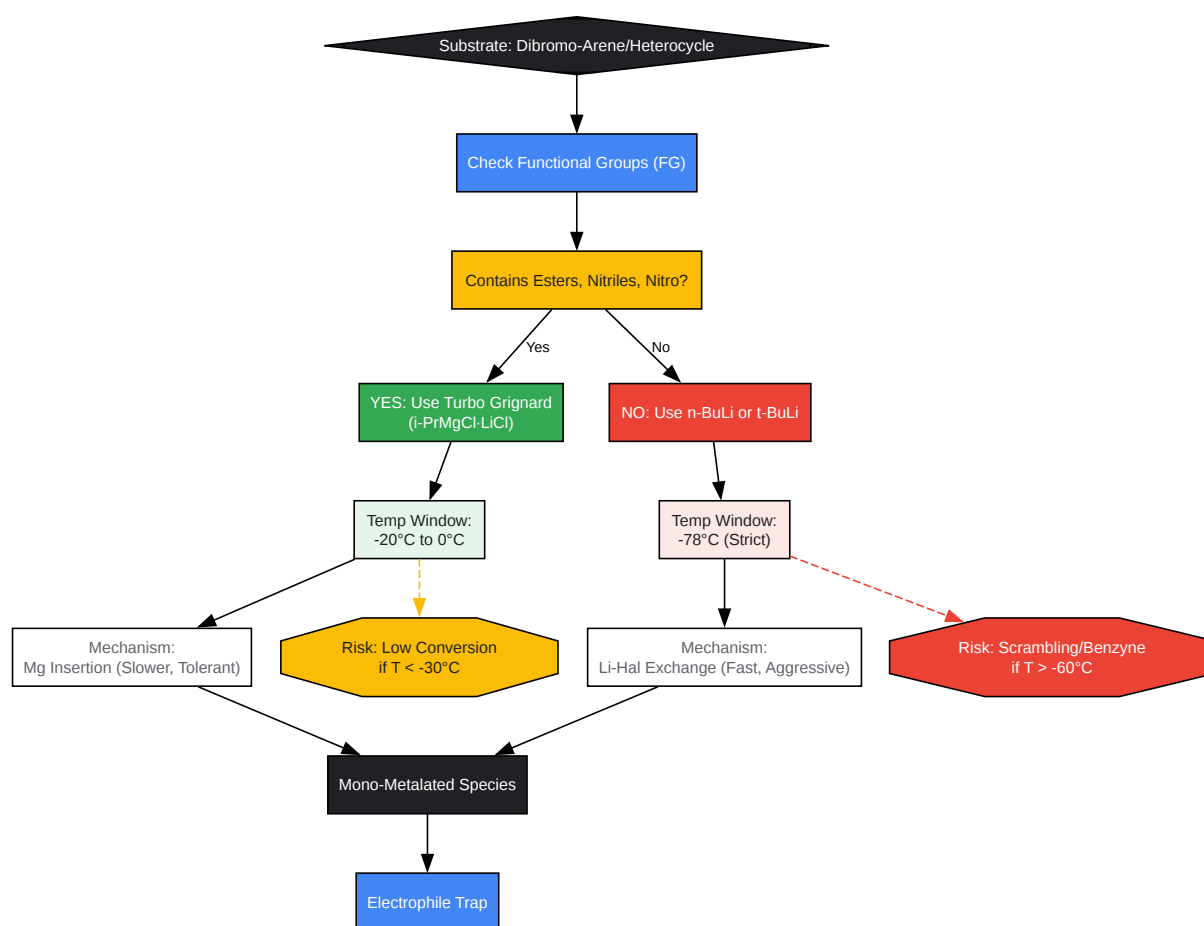 Substrate: Dibromo-Arene/Heterocycle
Check Functional Groups (FG)
Contains Esters, Nitriles, Nitro?
Yes
No
YES: Use Turbo Grignard
(i-PrMgCl·LiCl)
NO: Use n-BuLi or t-BuLi
Temp Window:
-20°C to 0°C
Temp Window:
-78°C (Strict)
Mechanism:
Mg Insertion (Slower, Tolerant)
Risk: Low Conversion
if T < -30°C
Mechanism:
Li-Hal Exchange (Fast, Aggressive)
Risk: Scrambling/Benzyne
if T > -60°C
Mono-Metalated Species
Electrophile Trap